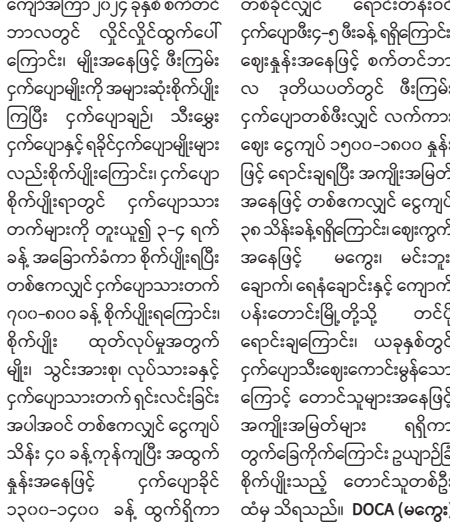 ကျော်အကြာ ၂၀၂၄ ခုနှစ် စက်တင်
ဘာလတွင် လှိုင်လှိုင်ထွက်ပေါ်
ကြောင်း၊ မျိုးအနေဖြင့် ဖီးကြမ်း
ငှက်ပျောမျိုးကို အများဆုံးစိုက်ပျိုး
ကြပြီး ငှက်ပျောချဉ်၊ သီးမွှေး
ငှက်ပျောနှင့် ရခိုင်ငှက်ပျောမျိုးများ
လည်းစိုက်ပျိုးကြောင်း၊ ငှက်ပျော
စိုက်ပျိုးရာတွင် ငှက်ပျောသား
တက်များကို တူးယူ၍ ၃-၄ ရက်
ခန့် အခြောက်ခံကာ စိုက်ပျိုးရပြီး
တစ်ဧကလျှင် ငှက်ပျောသားတက်
၇၀၀-၈၀၀ ခန့် စိုက်ပျိုးရကြောင်း၊
စိုက်ပျိုး ထုတ်လုပ်မှုအတွက်
မျိုး၊ သွင်းအားစု၊ လုပ်သားခနှင့်
ငှက်ပျောသားတက် ရှင်းလင်းခြင်း
အပါအဝင် တစ်ဧကလျှင် ငွေကျပ်
သိန်း ၄၀ ခန့်ကုန်ကျပြီး အထွက်
နှုန်းအနေဖြင့် ငှက်ပျောခိုင်
၁၃၀၀-၁၄၀၀ ခန့် ထွက်ရှိကာ
တစ်ခိုင်လျှင် ရောင်းတန်းဝင်
ငှက်ပျောဖီး၄-၅ ဖီးခန့် ရရှိကြောင်း၊
ဈေးနှုန်းအနေဖြင့် စက်တင်ဘာ
လ ဒုတိယပတ်တွင် ဖီးကြမ်း
ငှက်ပျောတစ်ဖီးလျှင် လက်ကား
ဈေး ငွေကျပ် ၁၅၀၀-၁၈၀၀ နှုန်း
ဖြင့် ရောင်းချရပြီး အကျိုးအမြတ်
အနေဖြင့် တစ်ဧကလျှင် ငွေကျပ်
၃၈ သိန်းခန့်ရရှိကြောင်း၊ ဈေးကွက်
အနေဖြင့် မကွေး၊ မင်းဘူး၊
ချောက်၊ ရေနံချောင်းနှင့် ကျောက်
ပန်းတောင်းမြို့တို့သို့ တင်ပို့
ရောင်းချကြောင်း၊ ယခုနှစ်တွင်
ငှက်ပျောသီးဈေးကောင်းမွန်သော
ကြောင့် တောင်သူများအနေဖြင့်
အကျိုးအမြတ်များ ရရှိကာ
တွက်ခြေကိုက်ကြောင်း ဥယျာဉ်ခြံ
စိုက်ပျိုးသည့် တောင်သူတစ်ဦး
ထံမှ သိရသည်။ DOCA (မကွေး)